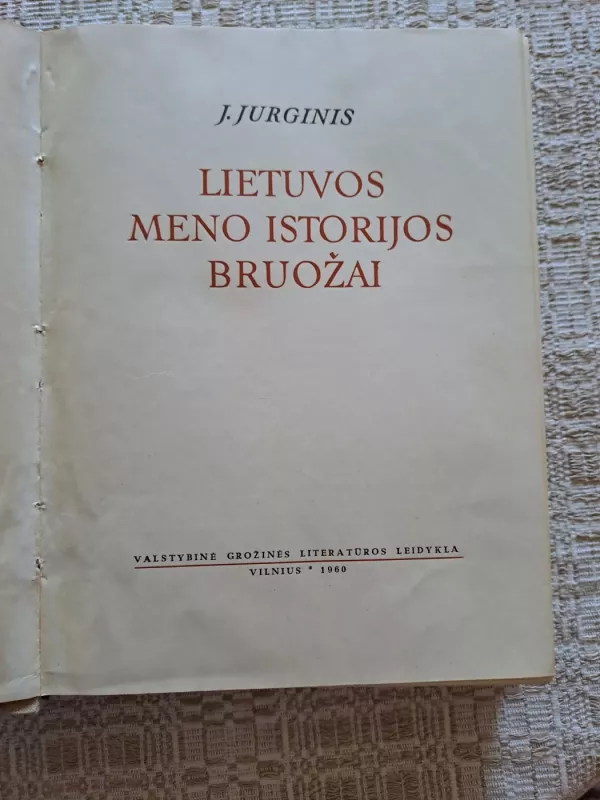 J. JURGINIS
LIETUVOS
MENO ISTORIJOS
BRUOŽAI
VALSTYBINĖ GROŽINĖS LITERATŪROS LEIDYKLA
VILNIUS * 1960